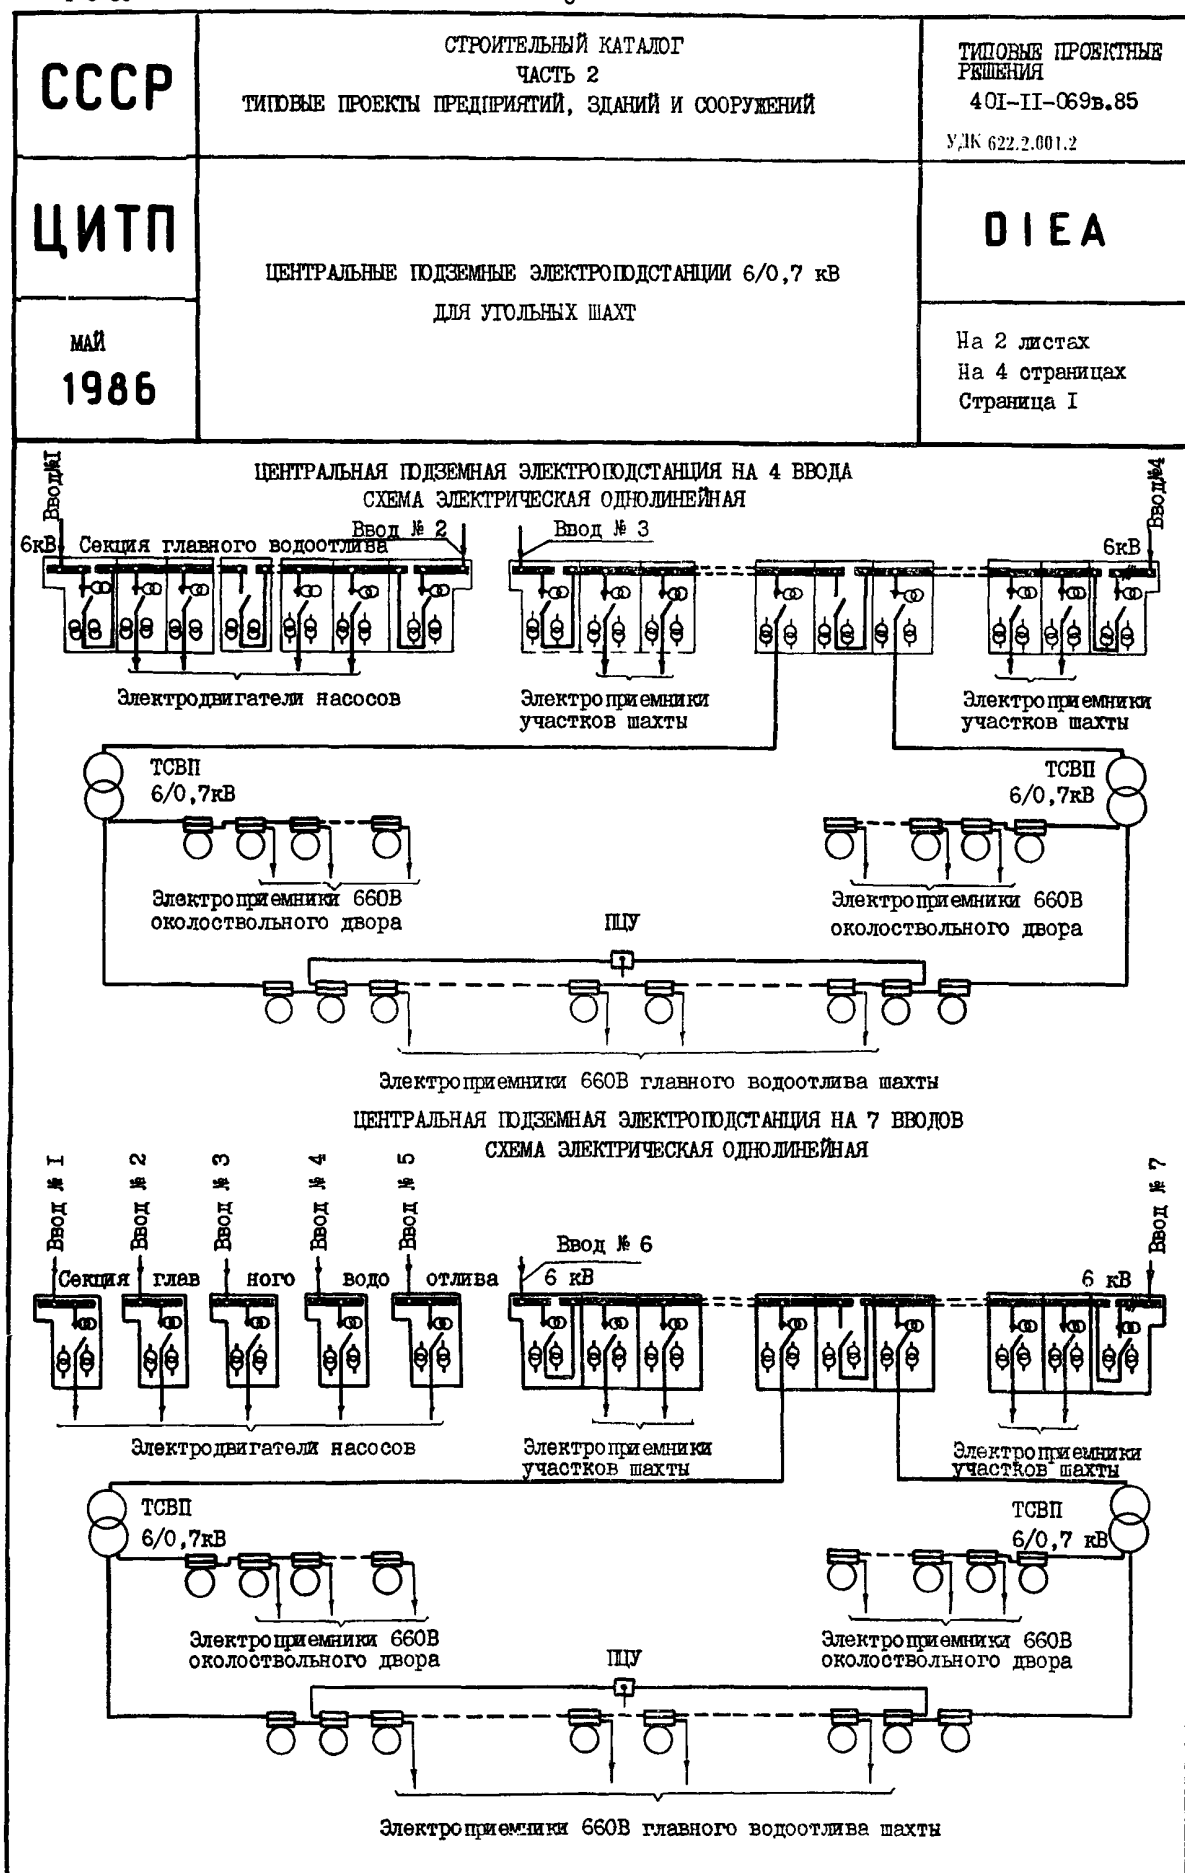 СССР
СТРОИТЕЛЬНЫЙ КАТАЛОГ
ЧАСТЬ 2
ТИПОВЫЕ ПРОЕКТЫ ПРЕДПРИЯТИЙ, ЗДАНИЙ И СООРУЖЕНИЙ
ТИПОВЫЕ ПРОЕКТНЫЕ
РЕШЕНИЯ
401-II-069в.85
УДК 622.2.001.2
ЦИТП
ЦЕНТРАЛЬНЫЕ ПОДЗЕМНЫЕ ЭЛЕКТРОПОДСТАНЦИИ 6/0,7 кВ
ДЛЯ УГОЛЬНЫХ ШАХТ
DIEA
МАЙ
1986
На 2 листах
На 4 страницах
Страница I
ЦЕНТРАЛЬНАЯ ПОДЗЕМНАЯ ЭЛЕКТРОПОДСТАНЦИЯ НА 4 ВВОДА
СХЕМА ЭЛЕКТРИЧЕСКАЯ ОДНОЛИНЕЙНАЯ
Ввод №I
Ввод № 2
Ввод № 3
Ввод №4
6кВ
Секция главного водоотлива
6кВ
Электродвигатели насосов
Электроприемники
участков шахты
Электроприемники
участков шахты
ТСВП
6/0,7кВ
ТСВП
6/0,7кВ
Электроприемники 660В
околоствольного двора
Электроприемники 660В
околоствольного двора
ПЦУ
Электроприемники 660В главного водоотлива шахты
ЦЕНТРАЛЬНАЯ ПОДЗЕМНАЯ ЭЛЕКТРОПОДСТАНЦИЯ НА 7 ВВОДОВ
СХЕМА ЭЛЕКТРИЧЕСКАЯ ОДНОЛИНЕЙНАЯ
Ввод № I
Ввод № 2
Ввод № 3
Ввод № 4
Ввод № 5
Ввод № 6
Ввод № 7
Секция глав ного водо отлива
6 кВ
6 кВ
Электродвигатели насосов
Электроприемники
участков шахты
Электроприемники
участков шахты
ТСВП
6/0,7кВ
ТСВП
6/0,7 кВ
Электроприемники 660В
околоствольного двора
Электроприемники 660В
околоствольного двора
ПЦУ
Электроприемники 660В главного водоотлива шахты